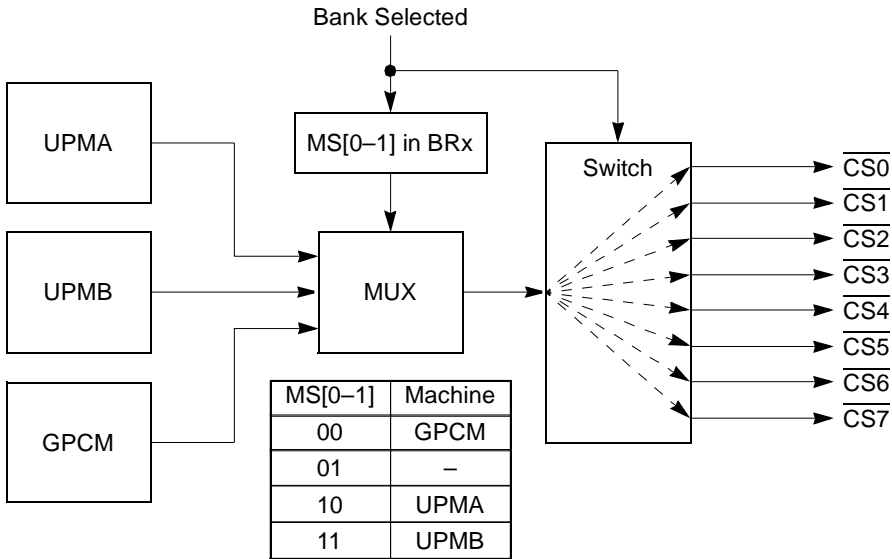 Bank Selected
UPMA
MS[0–1] in BRx
Switch
CS0
CS1
CS2
CS3
CS4
CS5
CS6
CS7
UPMB
MUX
GPCM
MS[0–1] Machine
00 GPCM
01 –
10 UPMA
11 UPMB